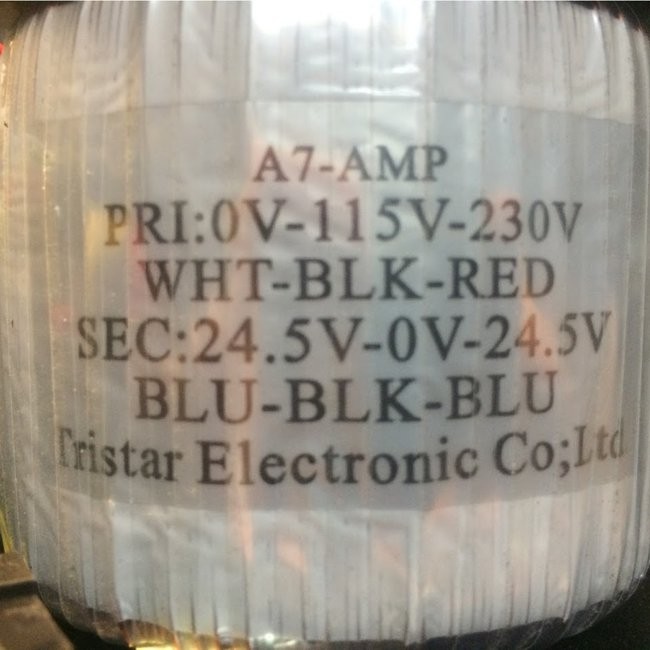 A7-AMP
PRI:0V-115V-230V
WHT-BLK-RED
SEC:24.5V-0V-24.5V
BLU-BLK-BLU
Tristar Electronic Co;Ltd